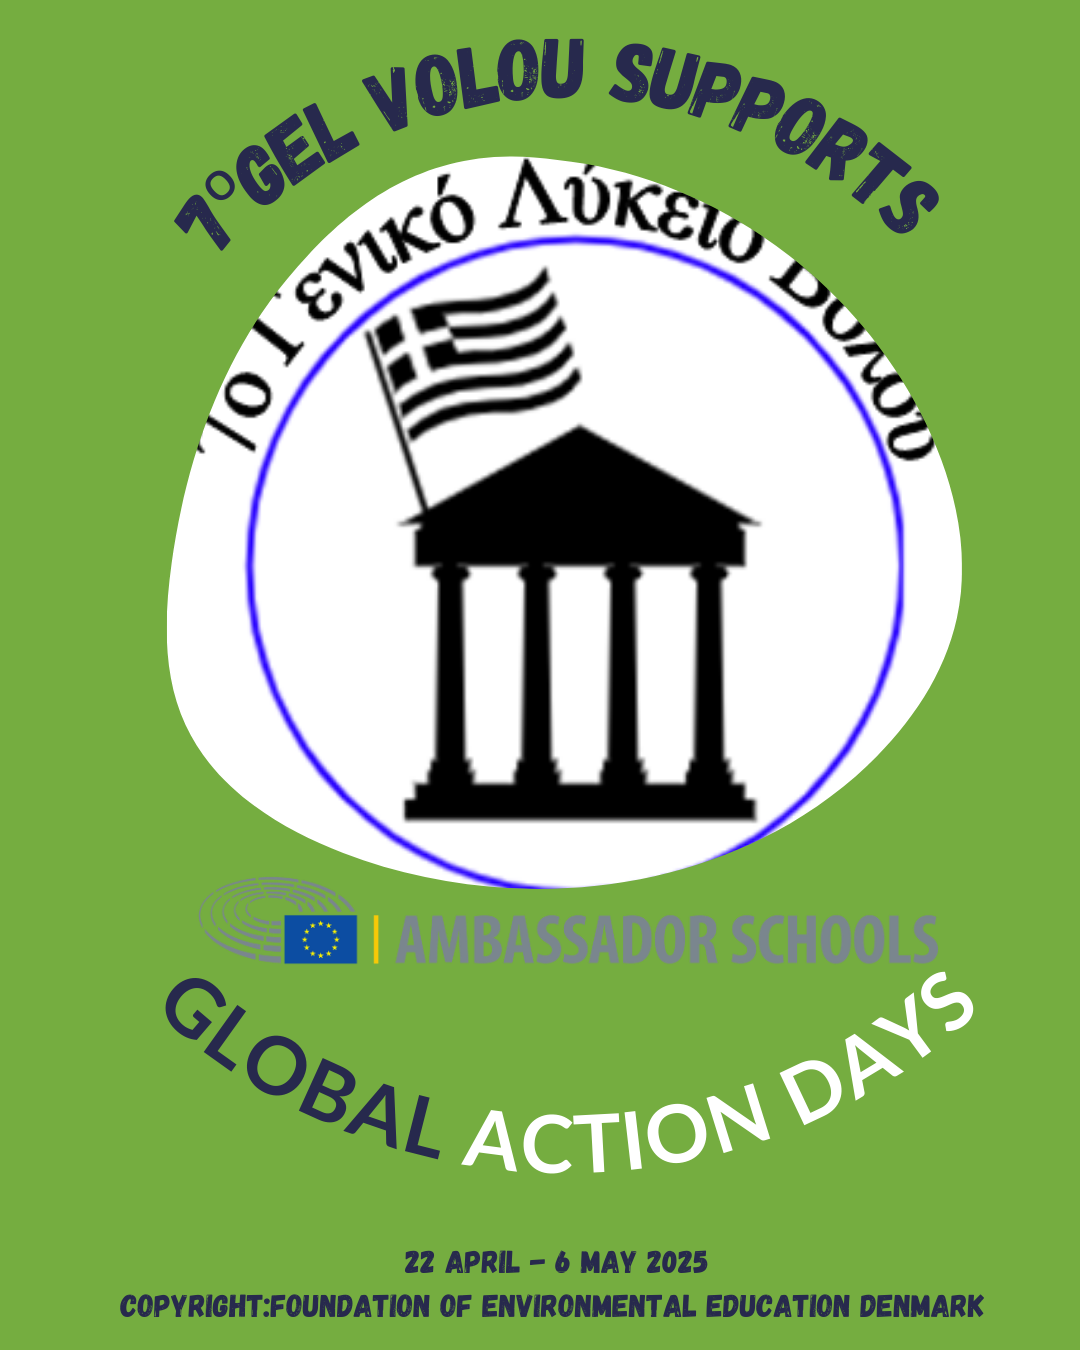 7°GEL VOLOU SUPPORTS
7ο Γενικό Λύκειο Βόλου
AMBASSADOR SCHOOLS
GLOBAL ACTION DAYS
22 APRIL – 6 MAY 2025
COPYRIGHT:FOUNDATION OF ENVIRONMENTAL EDUCATION DENMARK